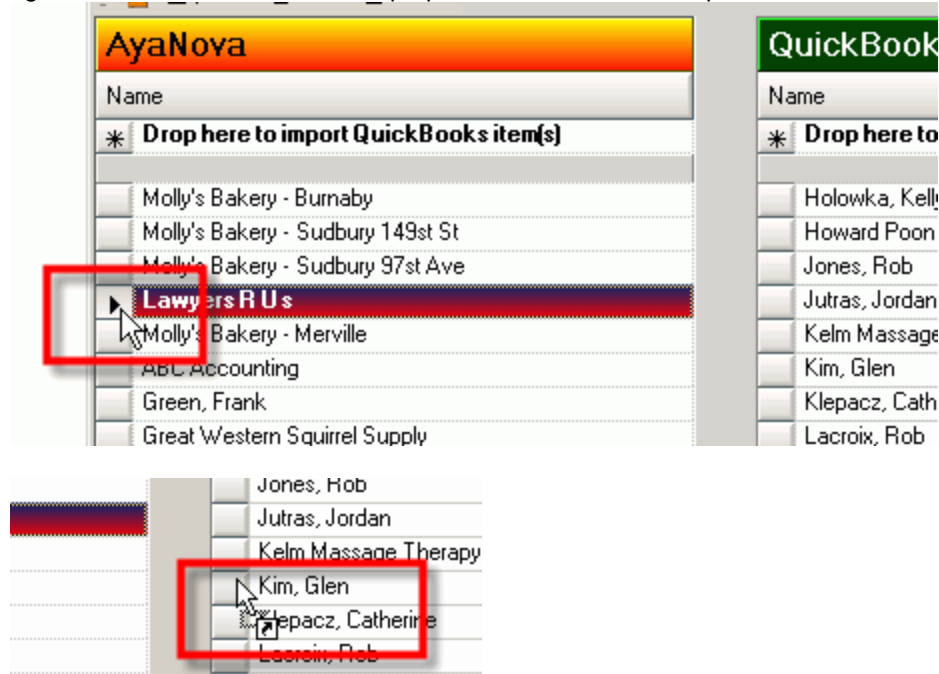 AyaNova
QuickBook
Name
Name
Drop here to import QuickBooks item(s)
Drop here to
Molly's Bakery - Burnaby
Holowka, Kelly
Molly's Bakery - Sudbury 149st St
Howard Poon
Molly's Bakery - Sudbury 97st Ave
Jones, Rob
Lawyers R U s
Jutras, Jordan
Molly's Bakery - Merville
Kelm Massage
ABC Accounting
Kim, Glen
Green, Frank
Klepacz, Cath
Great Western Squirrel Supply
Lacroix, Rob
Jones, Rob
Jutras, Jordan
Kelm Massage Therapy
Kim, Glen
Klepacz, Catherine
Lacroix, Rob